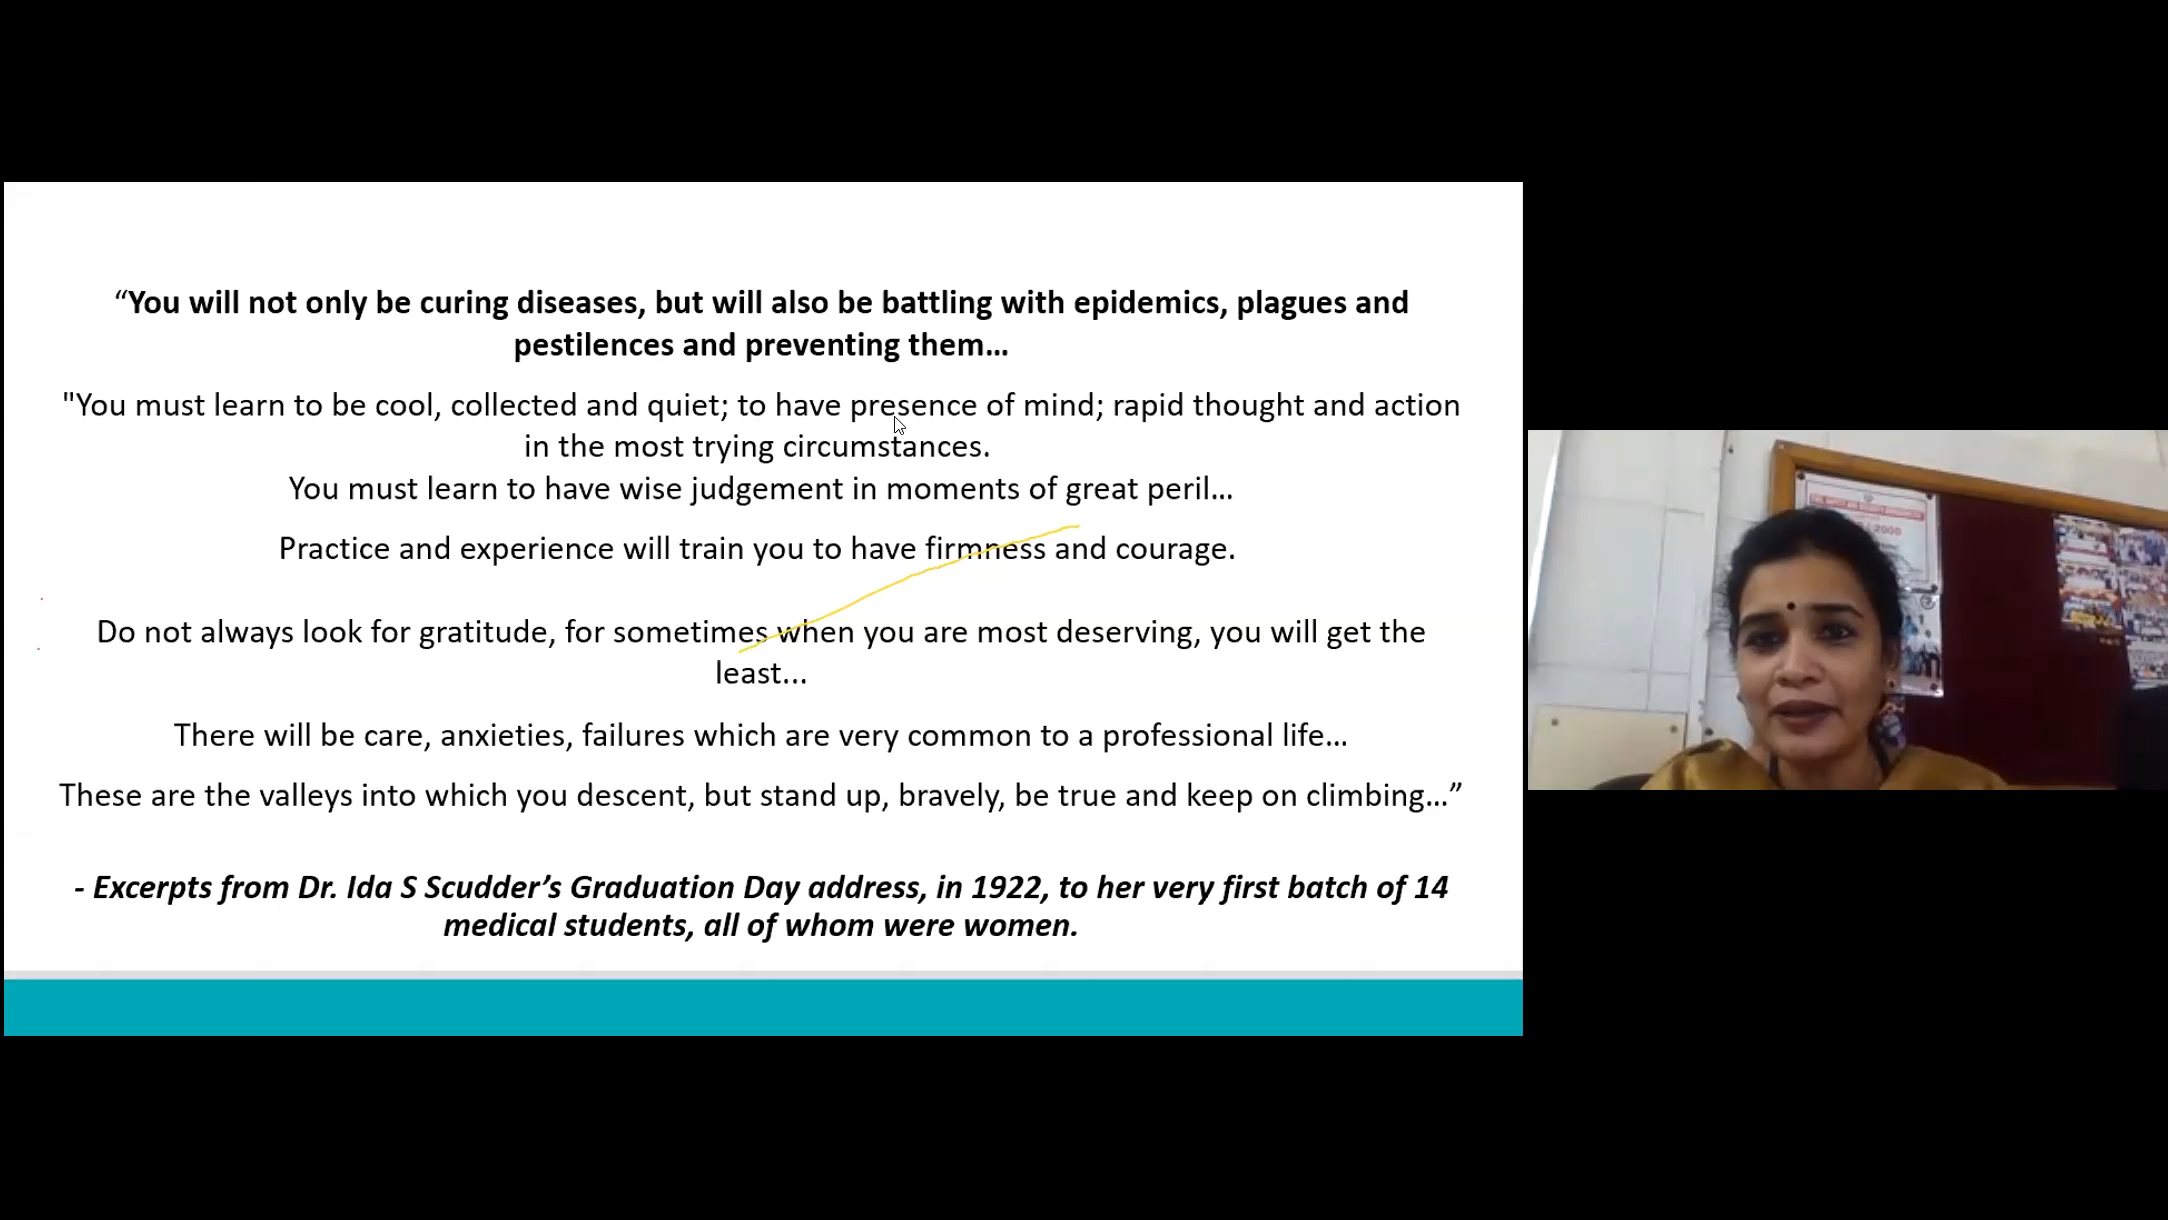 “You will not only be curing diseases, but will also be battling with epidemics, plagues and
pestilences and preventing them…
"You must learn to be cool, collected and quiet; to have presence of mind; rapid thought and action
in the most trying circumstances.
You must learn to have wise judgement in moments of great peril…
Practice and experience will train you to have firmness and courage.
Do not always look for gratitude, for sometimes when you are most deserving, you will get the
least...
There will be care, anxieties, failures which are very common to a professional life…
These are the valleys into which you descent, but stand up, bravely, be true and keep on climbing…”
- Excerpts from Dr. Ida S Scudder’s Graduation Day address, in 1922, to her very first batch of 14
medical students, all of whom were women.